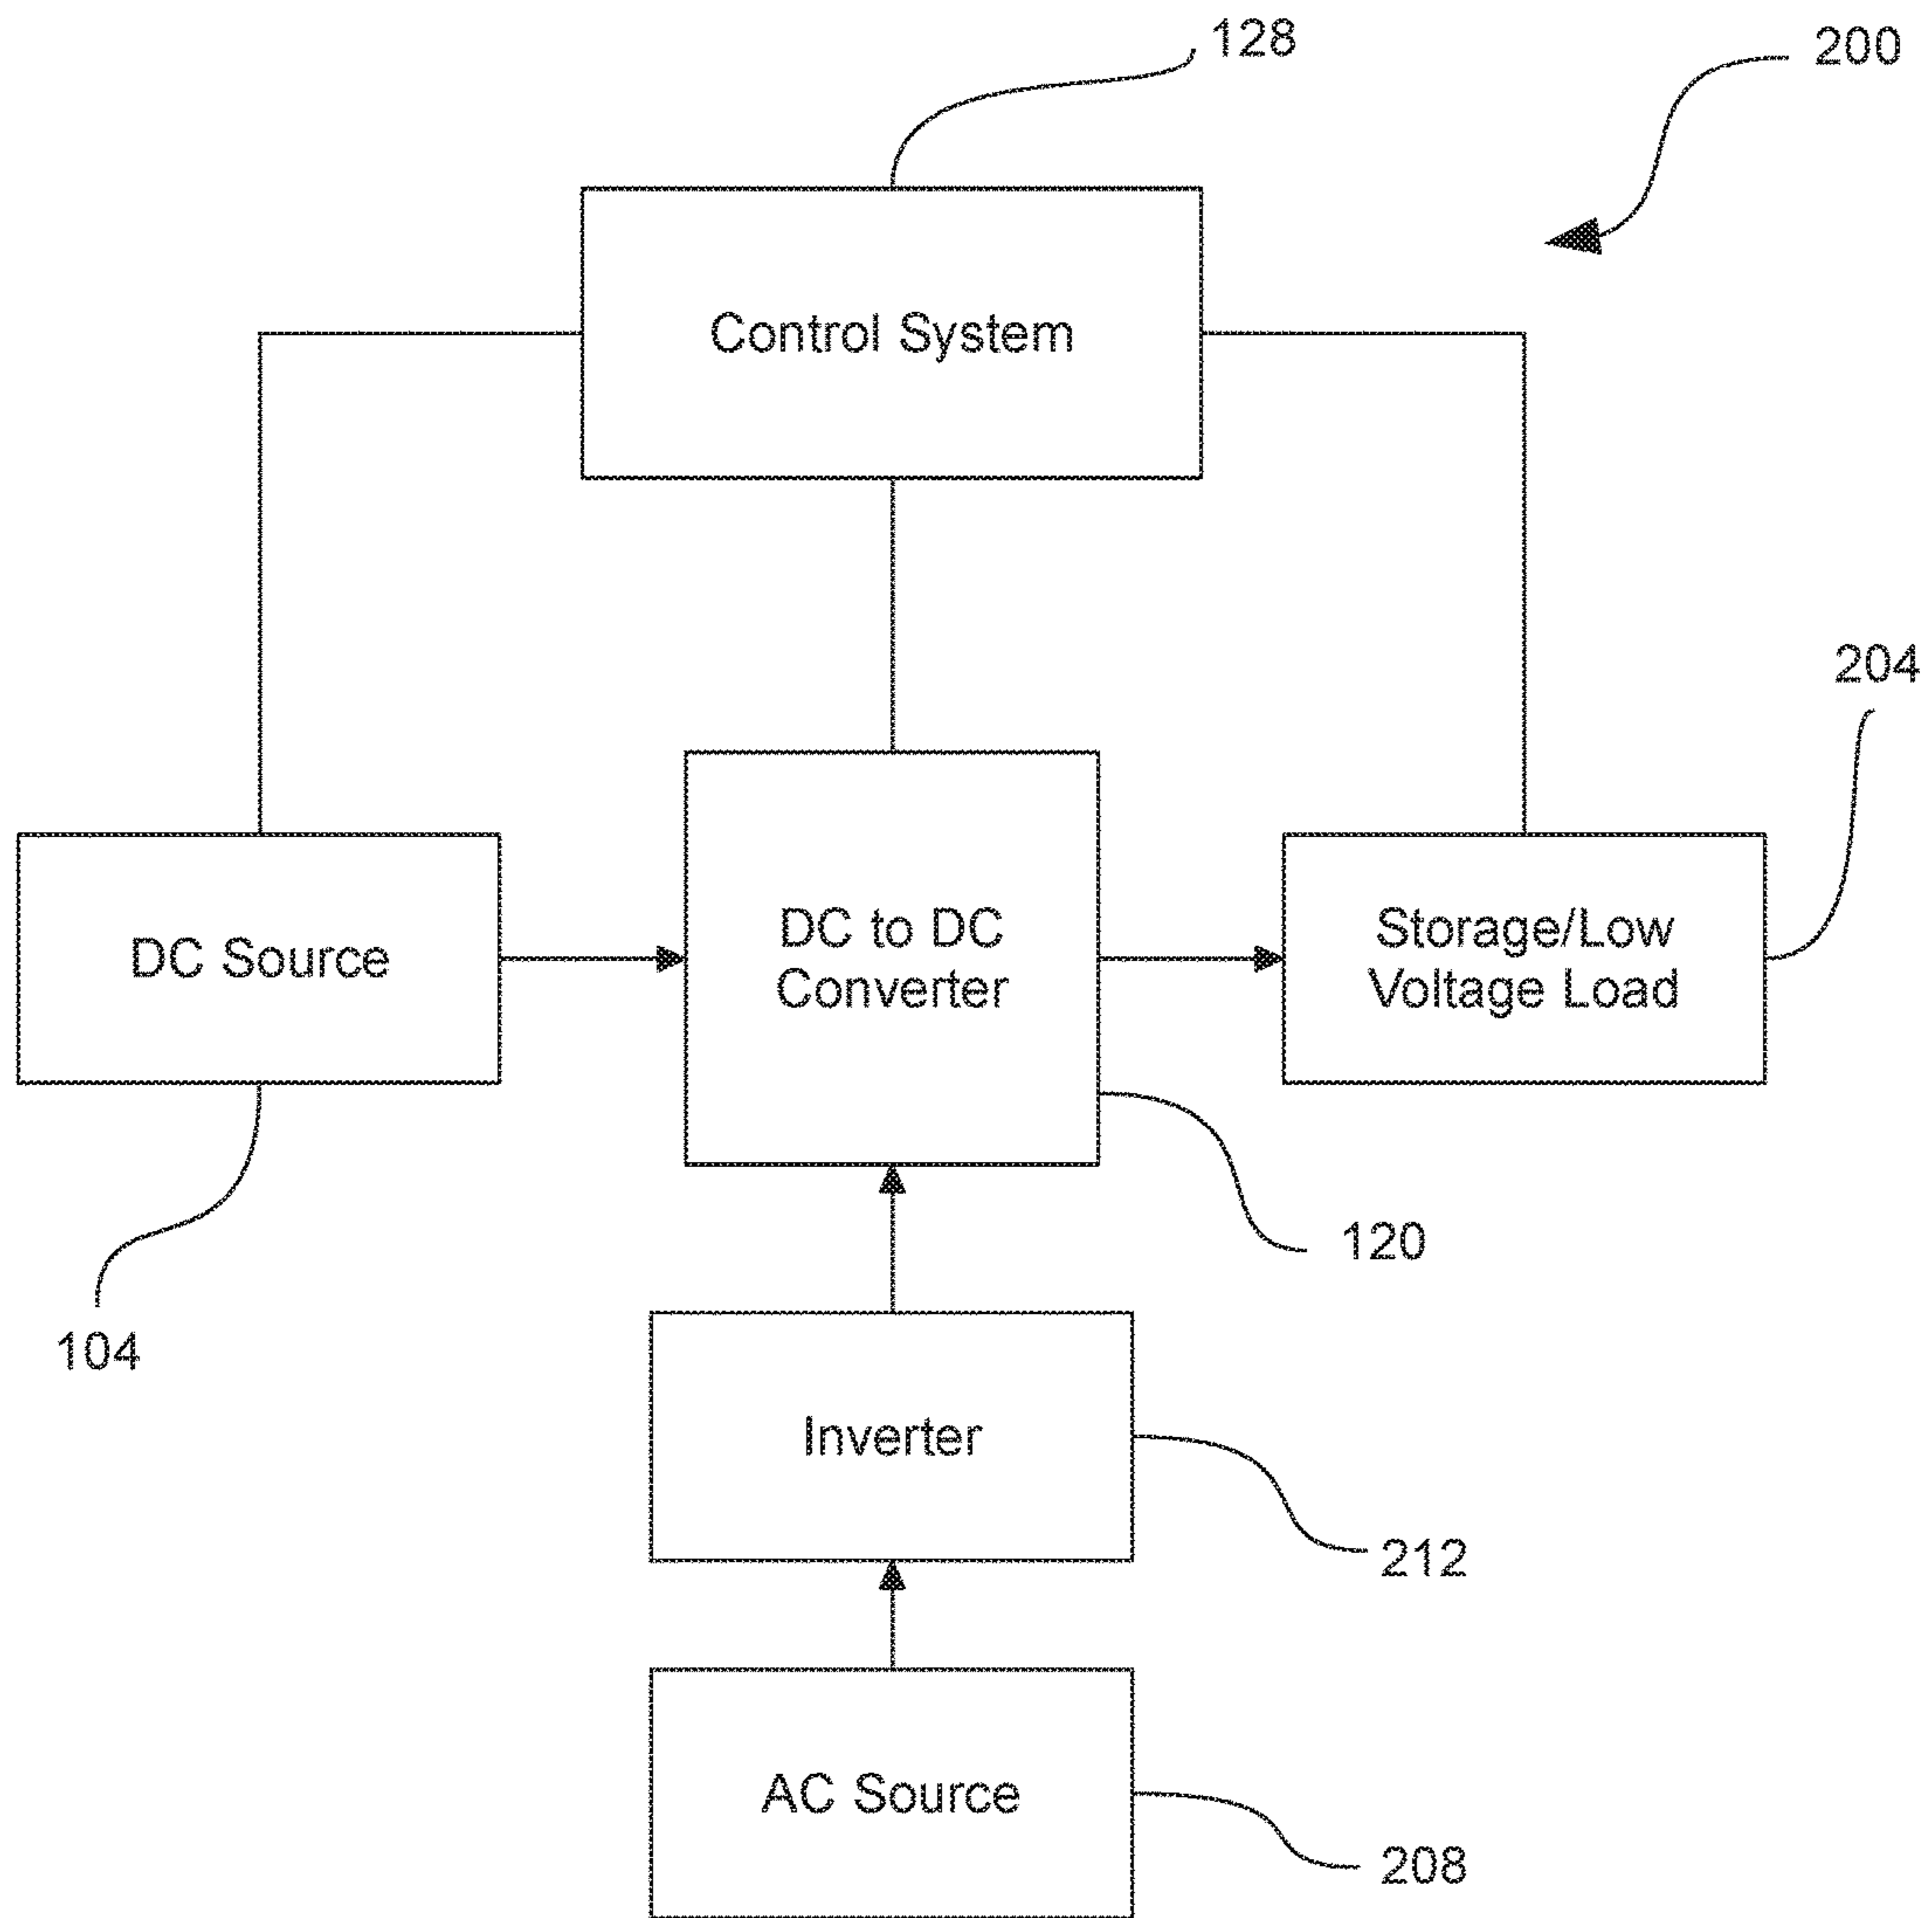 128
200
Control System
204
DC Source
DC to DC
Converter
Storage/Low
Voltage Load
120
104
Inverter
212
AC Source
208